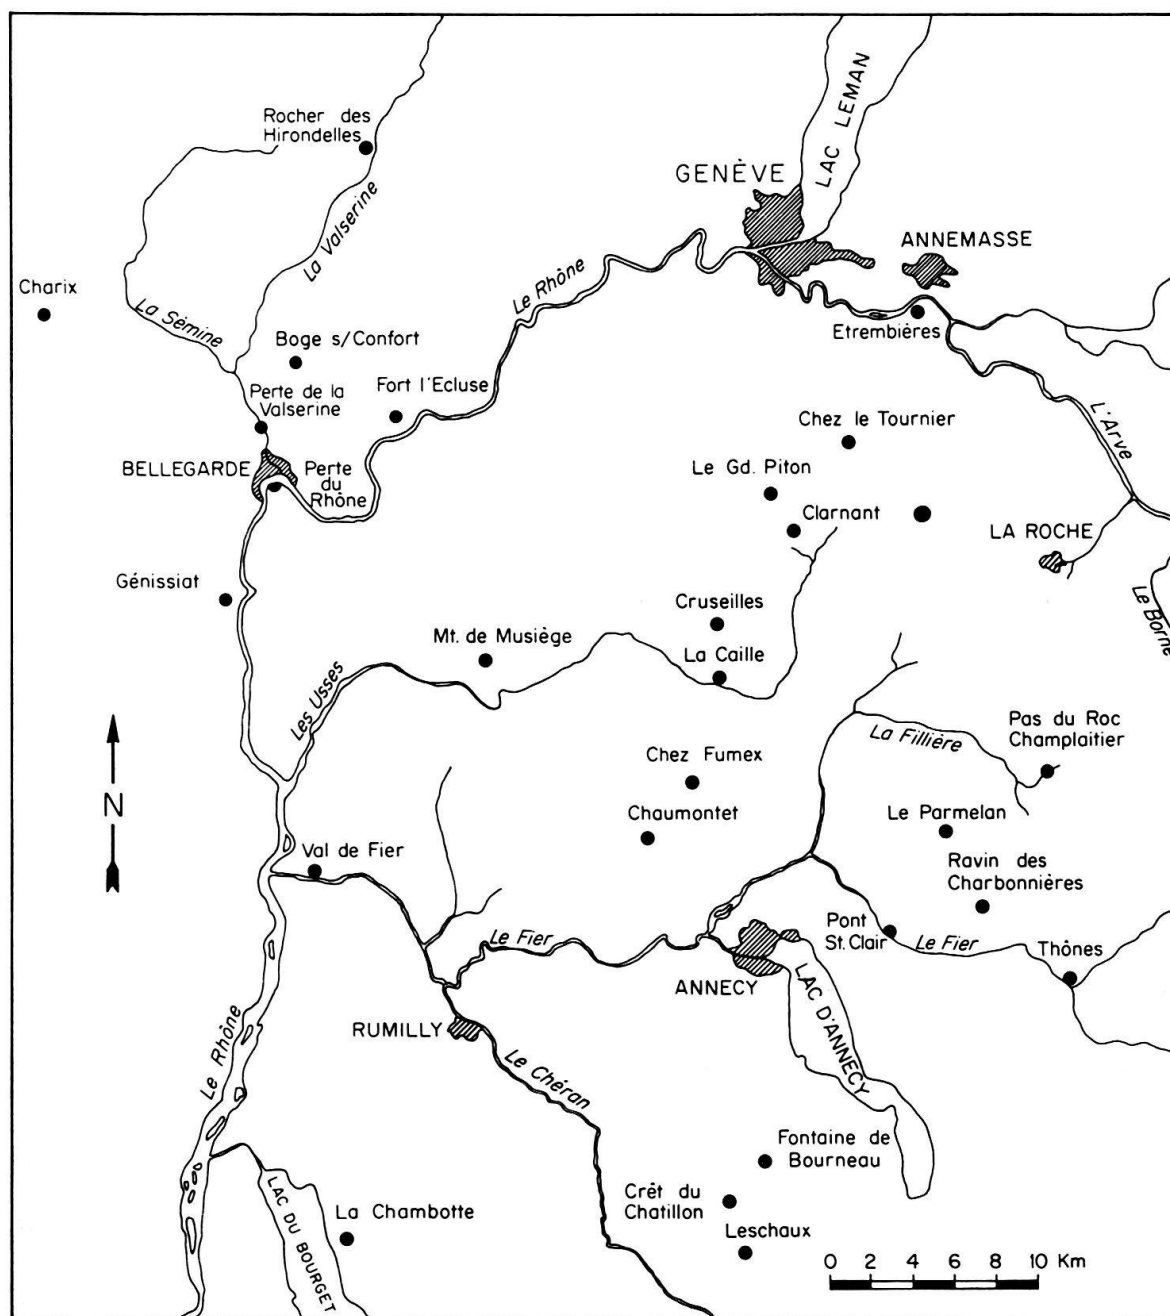 Rocher des
Hirondelles
LAC LEMAN
GENÈVE
ANNEMASSE
La Valserine
Le Rhône
Charix
La Sémine
Etrembières
Boge s/Confort
Fort l'Ecluse
Perte de la
Valserine
Chez le Tournier
L'Arve
BELLEGARDE
Perte
du
Rhône
Le Gd. Piton
Clarnant
LA ROCHE
Génissiat
Cruseilles
Le Borne
Mt. de Musiège
La Caille
Les Usses
Pas du Roc
Champlaitier
La Fillière
N
Chez Fumex
Chaumontet
Le Parmelan
Val de Fier
Ravin des
Charbonnières
Pont
St. Clair
Le Fier
Le Fier
Thônes
ANNECY
LAC D'ANNECY
RUMILLY
Le Rhône
Le Chéran
Fontaine de
Bourneau
Crêt du
Chatillon
La Chambotte
LAC DU BOURGET
Leschaux
0 2 4 6 8 10 Km